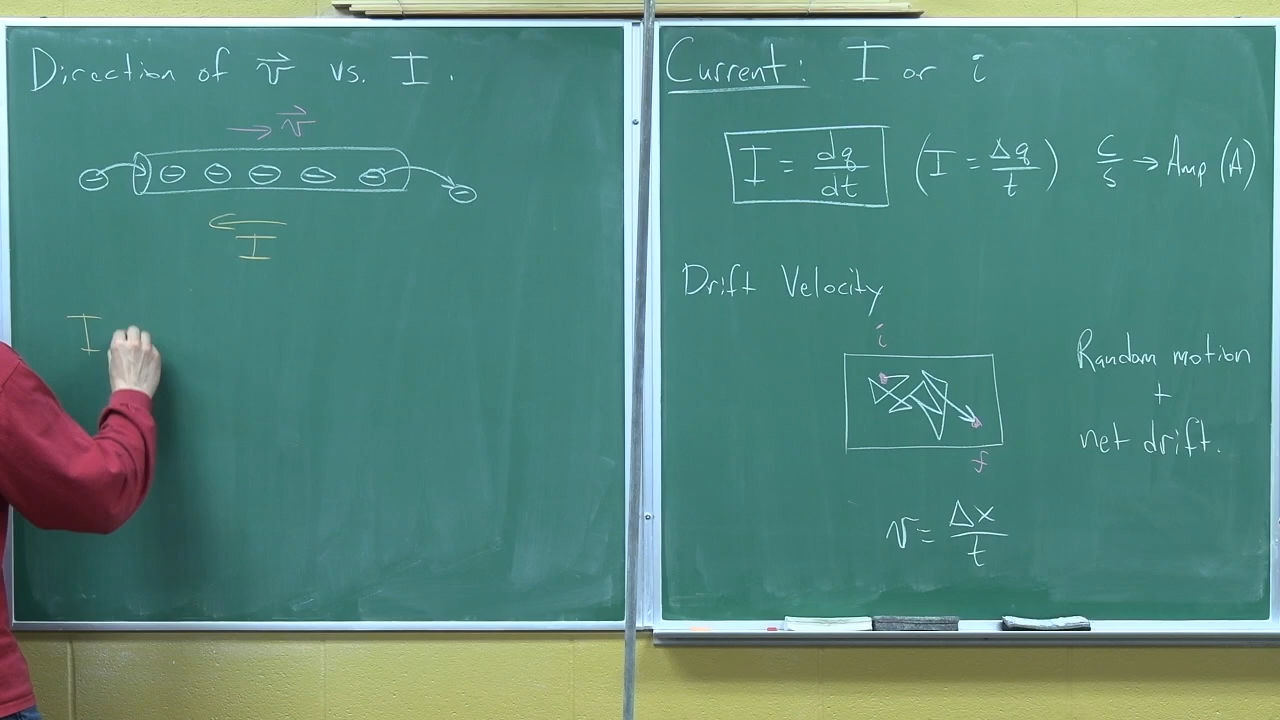 Direction of v⃗ vs. I.
→ v⃗
⊖ ⊖ ⊖ ⊖ ⊖ ⊖ ⊖
←
I
I
Current: I or i
I = dq/dt (I = Δq/t) C/s → Amp (A)
Drift Velocity
i
f
Random motion
+
net drift.
v = Δx/t